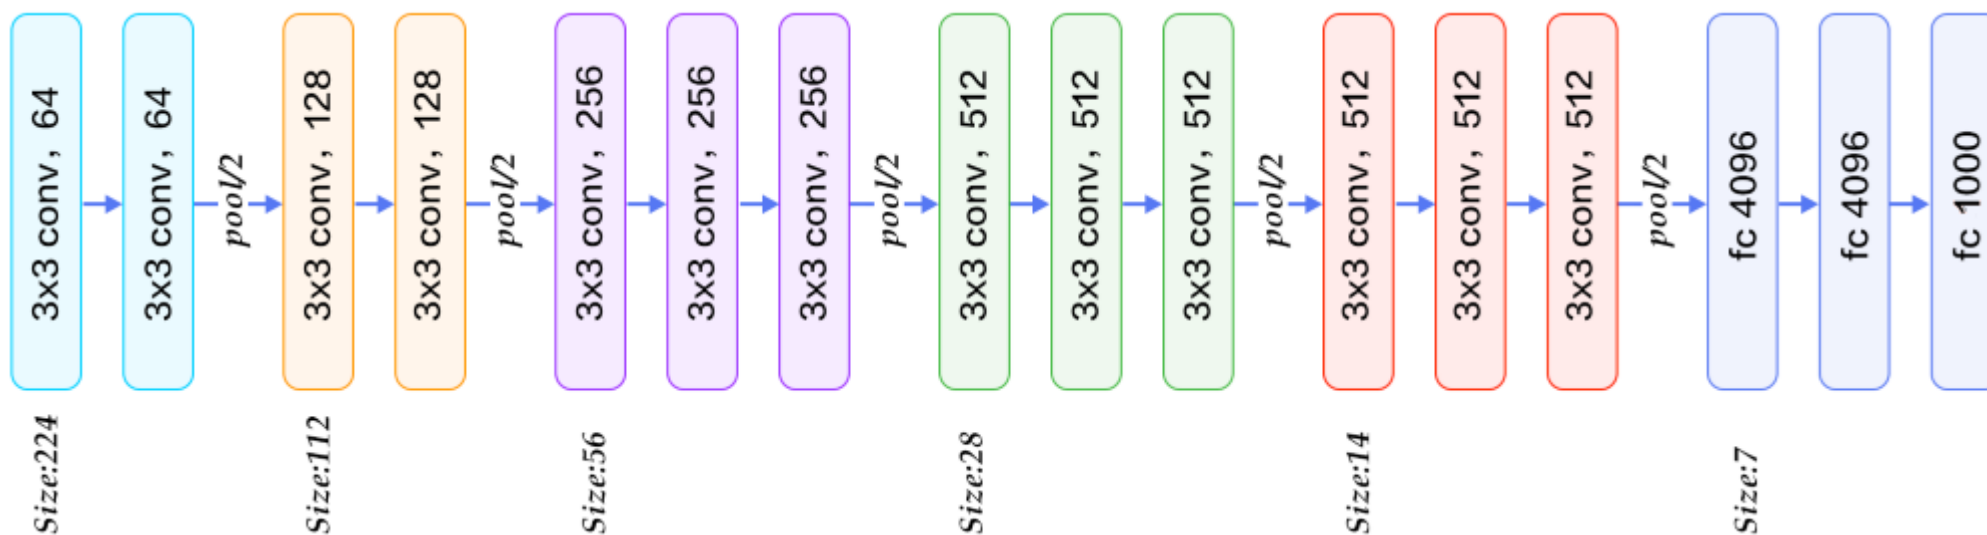 3x3 conv, 64
3x3 conv, 64
pool/2
3x3 conv, 128
3x3 conv, 128
pool/2
3x3 conv, 256
3x3 conv, 256
3x3 conv, 256
pool/2
3x3 conv, 512
3x3 conv, 512
3x3 conv, 512
pool/2
3x3 conv, 512
3x3 conv, 512
3x3 conv, 512
pool/2
fc 4096
fc 4096
fc 1000
Size:224
Size:112
Size:56
Size:28
Size:14
Size:7